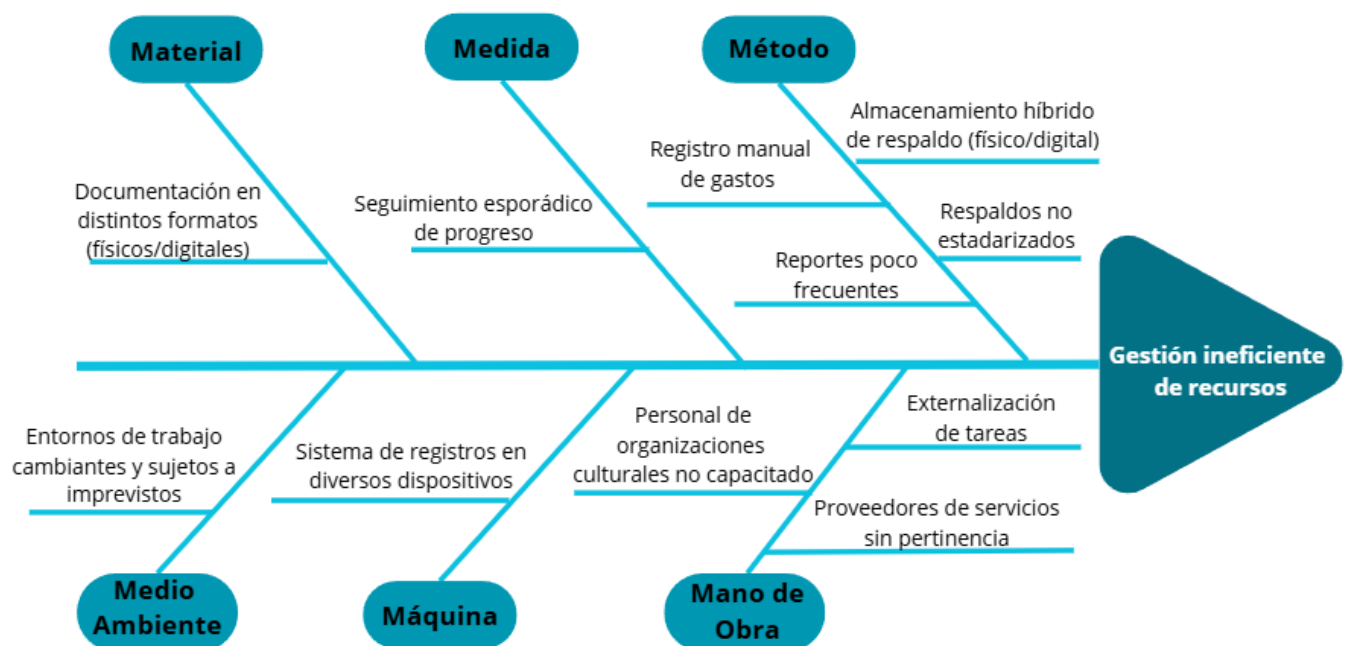 Material
Medida
Método
Documentación en
distintos formatos
(físicos/digitales)
Seguimiento esporádico
de progreso
Registro manual
de gastos
Almacenamiento híbrido
de respaldo (físico/digital)
Reportes poco
frecuentes
Respaldos no
estadarizados
Gestión ineficiente
de recursos
Entornos de trabajo
cambiantes y sujetos a
imprevistos
Sistema de registros en
diversos dispositivos
Personal de
organizaciones
culturales no capacitado
Externalización
de tareas
Proveedores de servicios
sin pertinencia
Medio
Ambiente
Máquina
Mano de
Obra